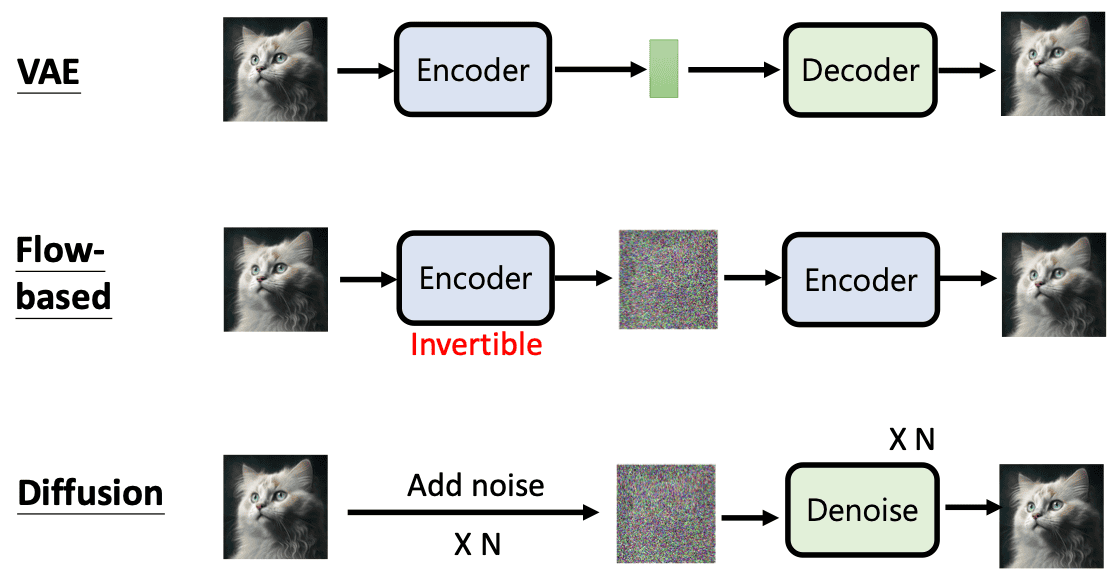 VAE
Encoder
Decoder
Flow-
based
Encoder
Encoder
Invertible
X N
Diffusion
Add noise
Denoise
X N